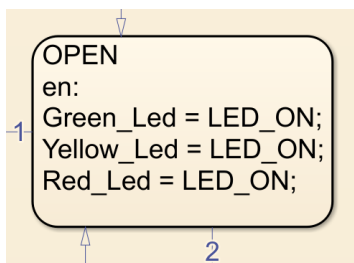 OPEN
en:
Green_Led = LED_ON;
1
Yellow_Led = LED_ON;
Red_Led = LED_ON;
2